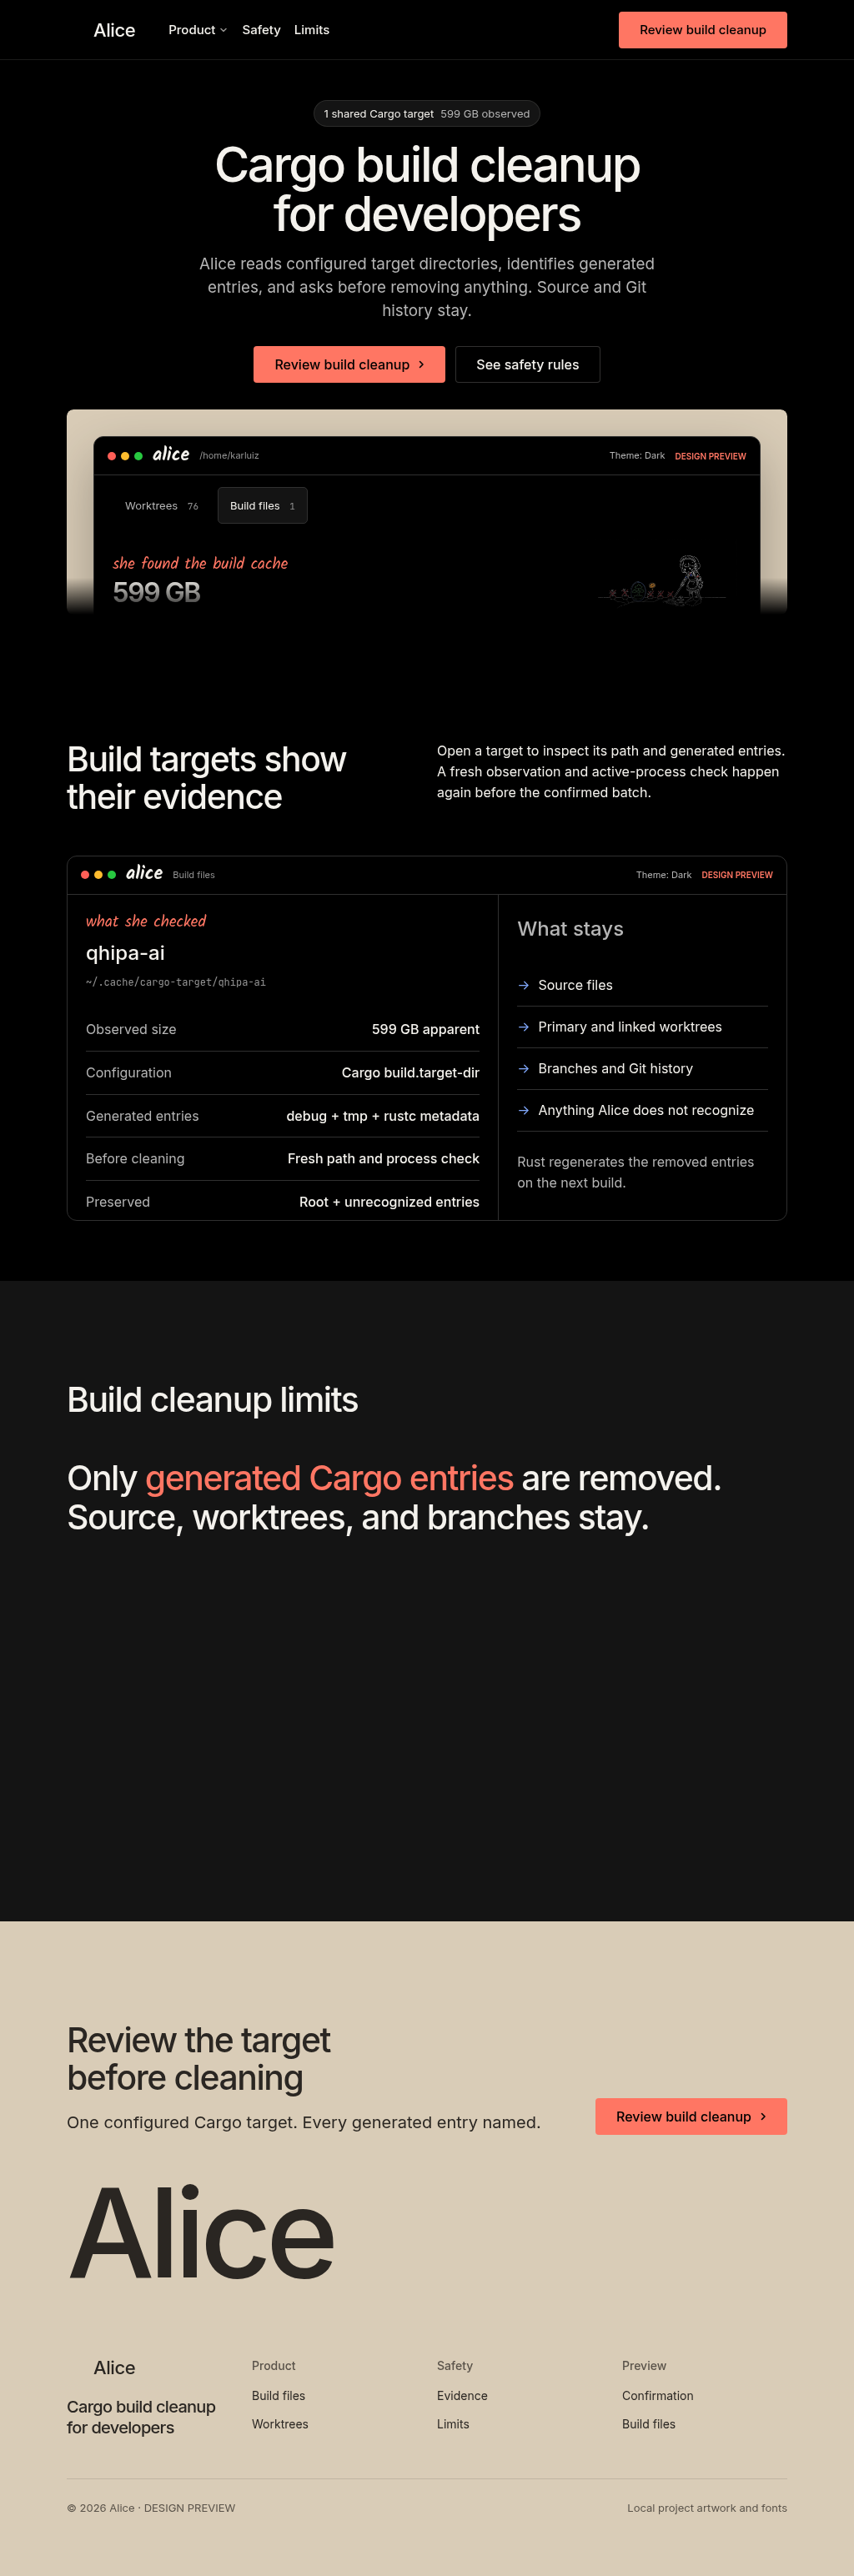 Alice
Product
Safety
Limits
Review build cleanup
1 shared Cargo target 599 GB observed
Cargo build cleanup
for developers
Alice reads configured target directories, identifies generated
entries, and asks before removing anything. Source and Git
history stay.
Review build cleanup
See safety rules
alice /home/karluiz
Theme: Dark DESIGN PREVIEW
Worktrees 76
Build files 1
she found the build cache
599 GB
Build targets show
their evidence
Open a target to inspect its path and generated entries.
A fresh observation and active-process check happen
again before the confirmed batch.
alice Build files
Theme: Dark DESIGN PREVIEW
what she checked
qhipa-ai
~/.cache/cargo-target/qhipa-ai
Observed size 599 GB apparent
Configuration Cargo build.target-dir
Generated entries debug + tmp + rustc metadata
Before cleaning Fresh path and process check
Preserved Root + unrecognized entries
What stays
→ Source files
→ Primary and linked worktrees
→ Branches and Git history
→ Anything Alice does not recognize
Rust regenerates the removed entries
on the next build.
Build cleanup limits
Only generated Cargo entries are removed.
Source, worktrees, and branches stay.
Review the target
before cleaning
One configured Cargo target. Every generated entry named.
Review build cleanup
Alice
Alice
Cargo build cleanup
for developers
Product
Build files
Worktrees
Safety
Evidence
Limits
Preview
Confirmation
Build files
© 2026 Alice · DESIGN PREVIEW
Local project artwork and fonts